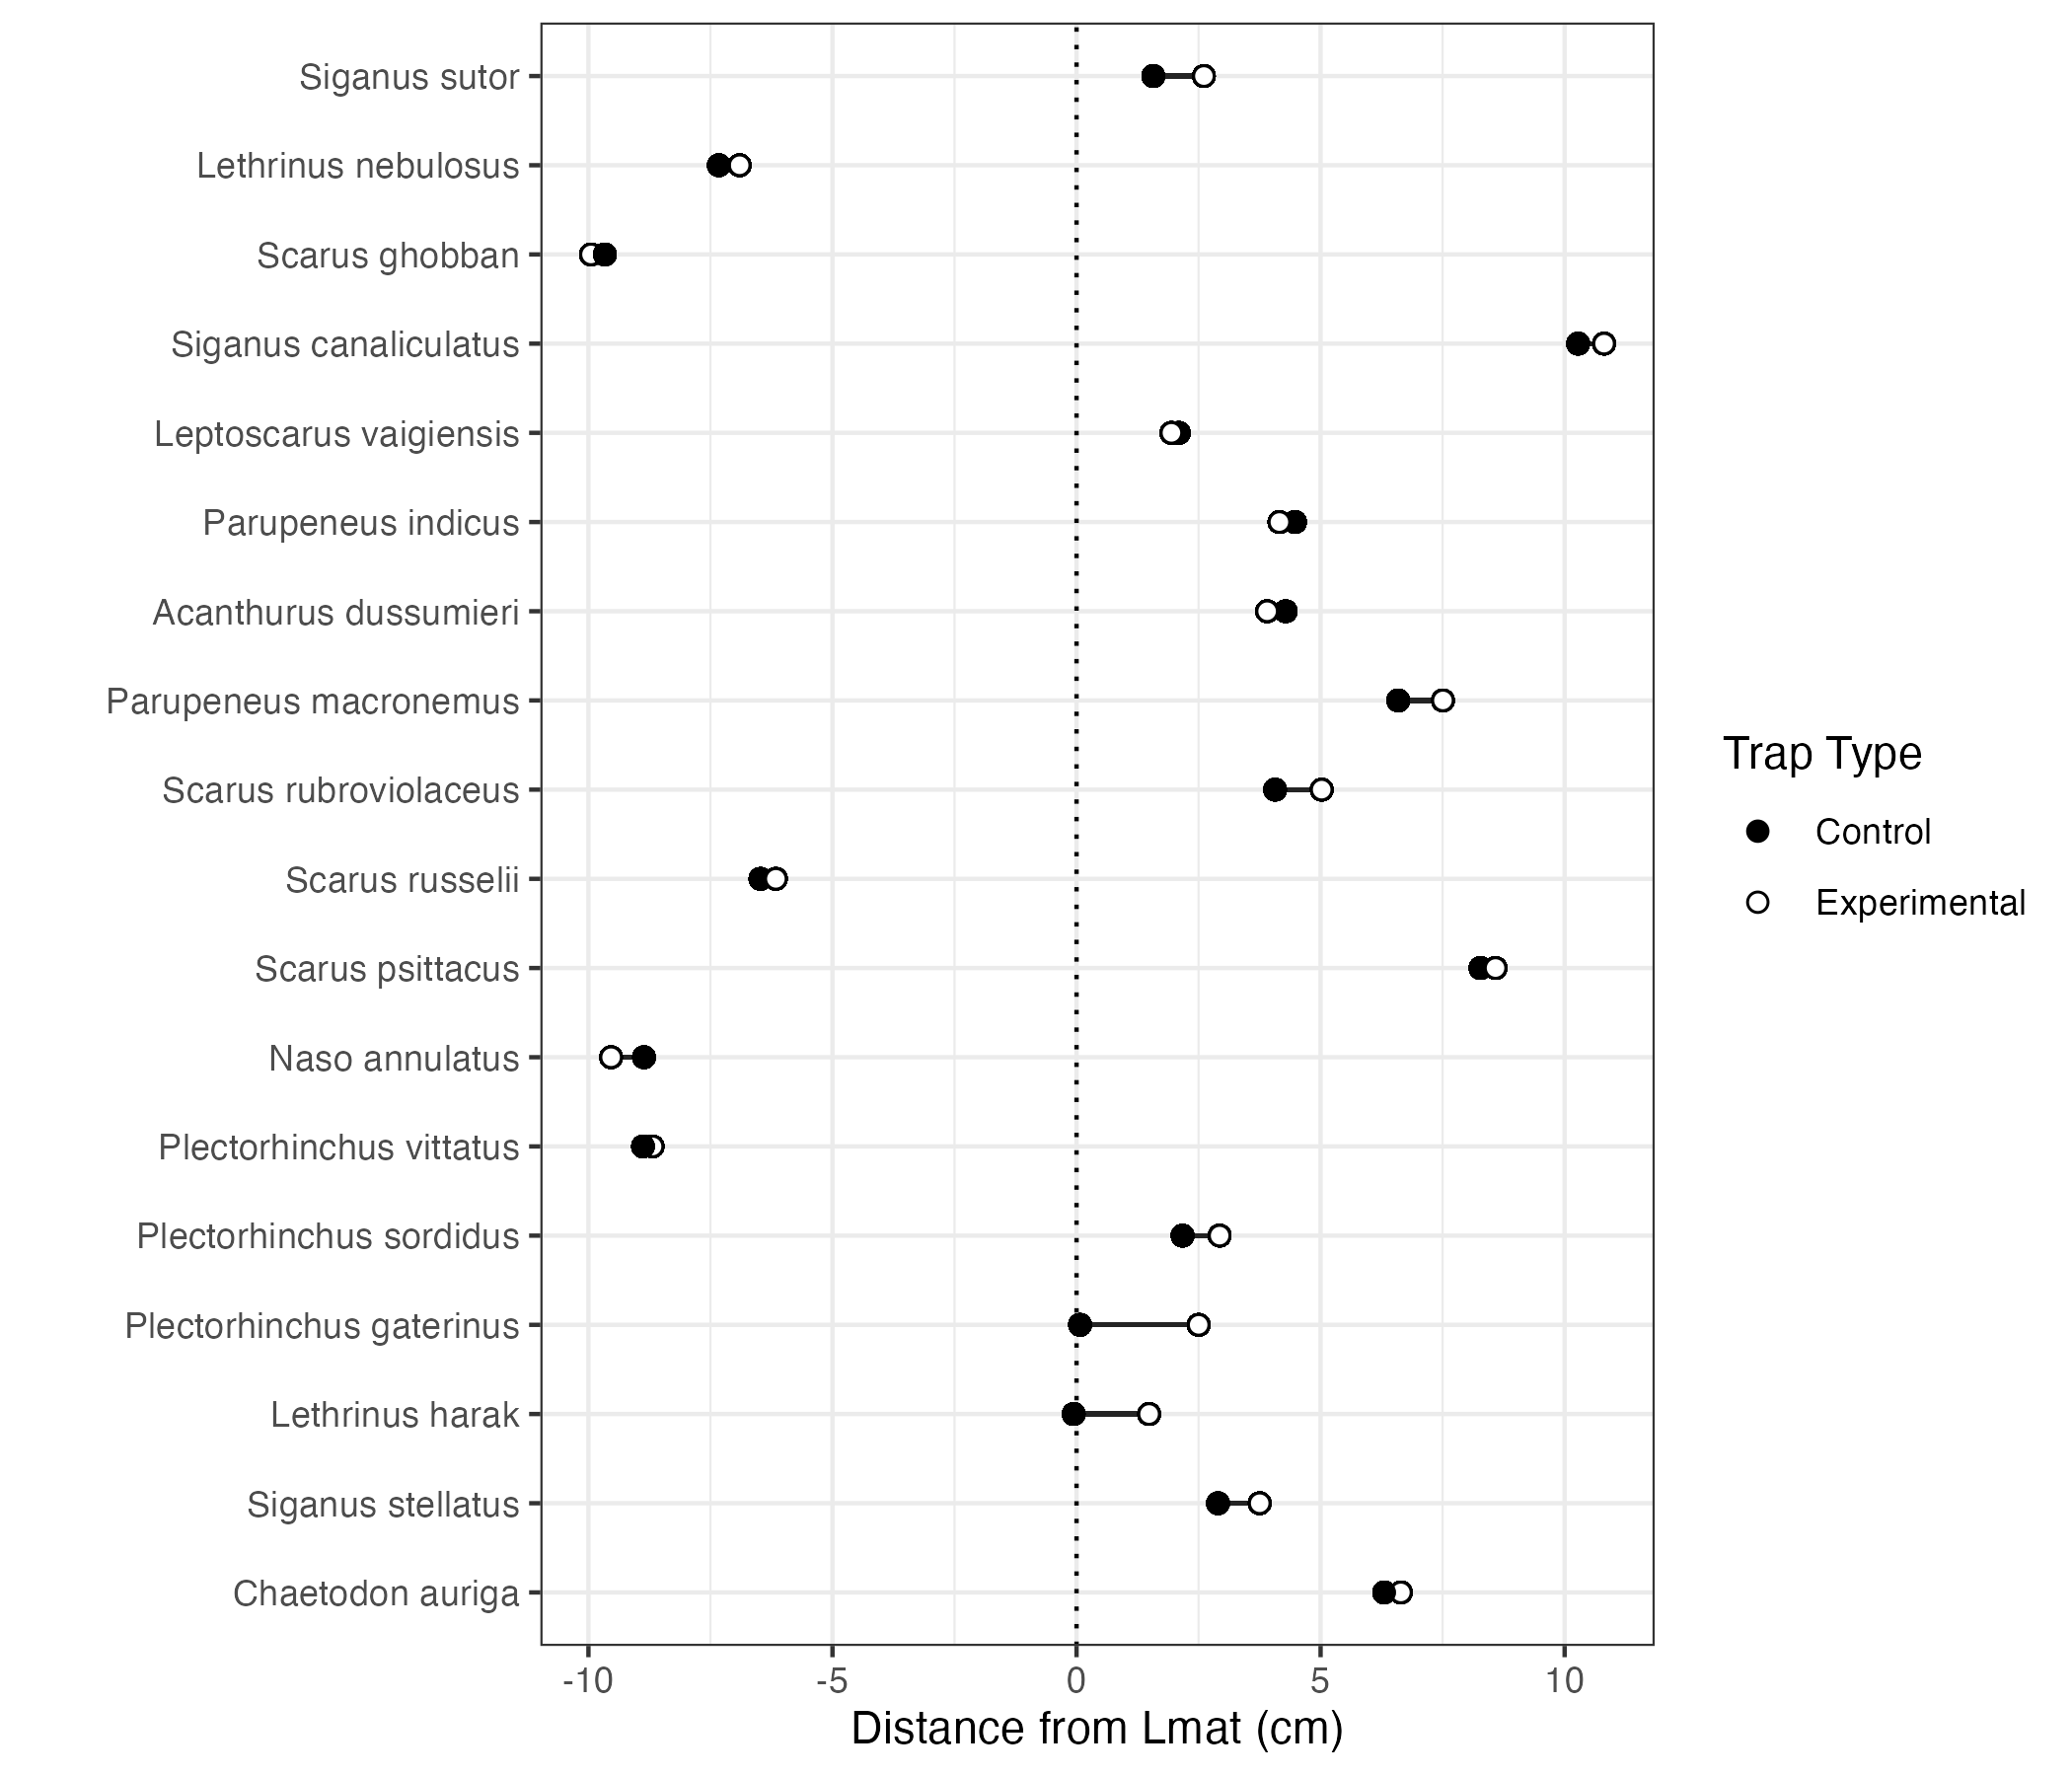 Siganus sutor
Lethrinus nebulosus
Scarus ghobban
Siganus canaliculatus
Leptoscarus vaigiensis
Parupeneus indicus
Acanthurus dussumieri
Parupeneus macronemus
Scarus rubroviolaceus
Scarus russelii
Scarus psittacus
Naso annulatus
Plectorhinchus vittatus
Plectorhinchus sordidus
Plectorhinchus gaterinus
Lethrinus harak
Siganus stellatus
Chaetodon auriga
-10 -5 0 5 10
Distance from Lmat (cm)
Trap Type
Control
Experimental